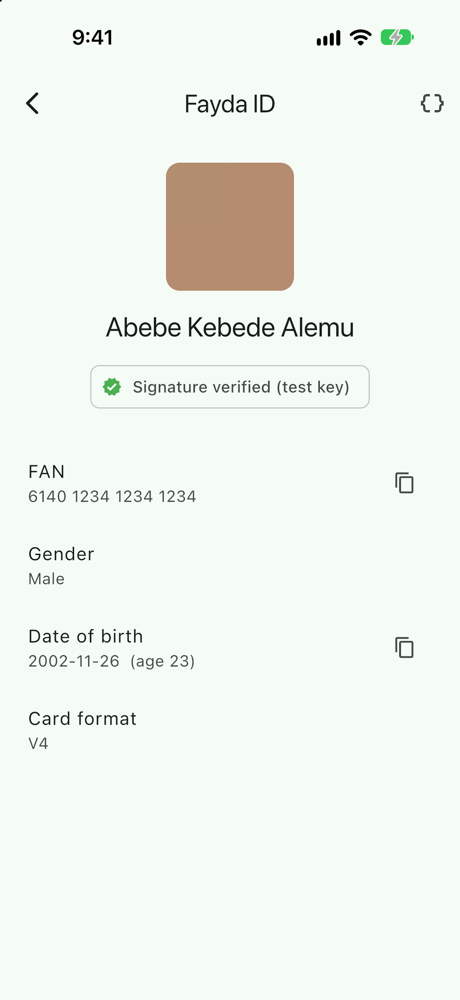 9:41
Fayda ID
Abebe Kebede Alemu
Signature verified (test key)
FAN
6140 1234 1234 1234
Gender
Male
Date of birth
2002-11-26 (age 23)
Card format
V4